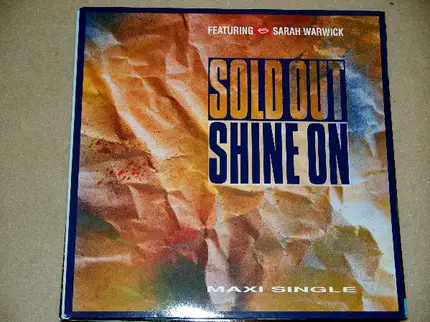 FEATURING SARAH WARWICK
SOLD OUT
SHINE ON
MAXI SINGLE